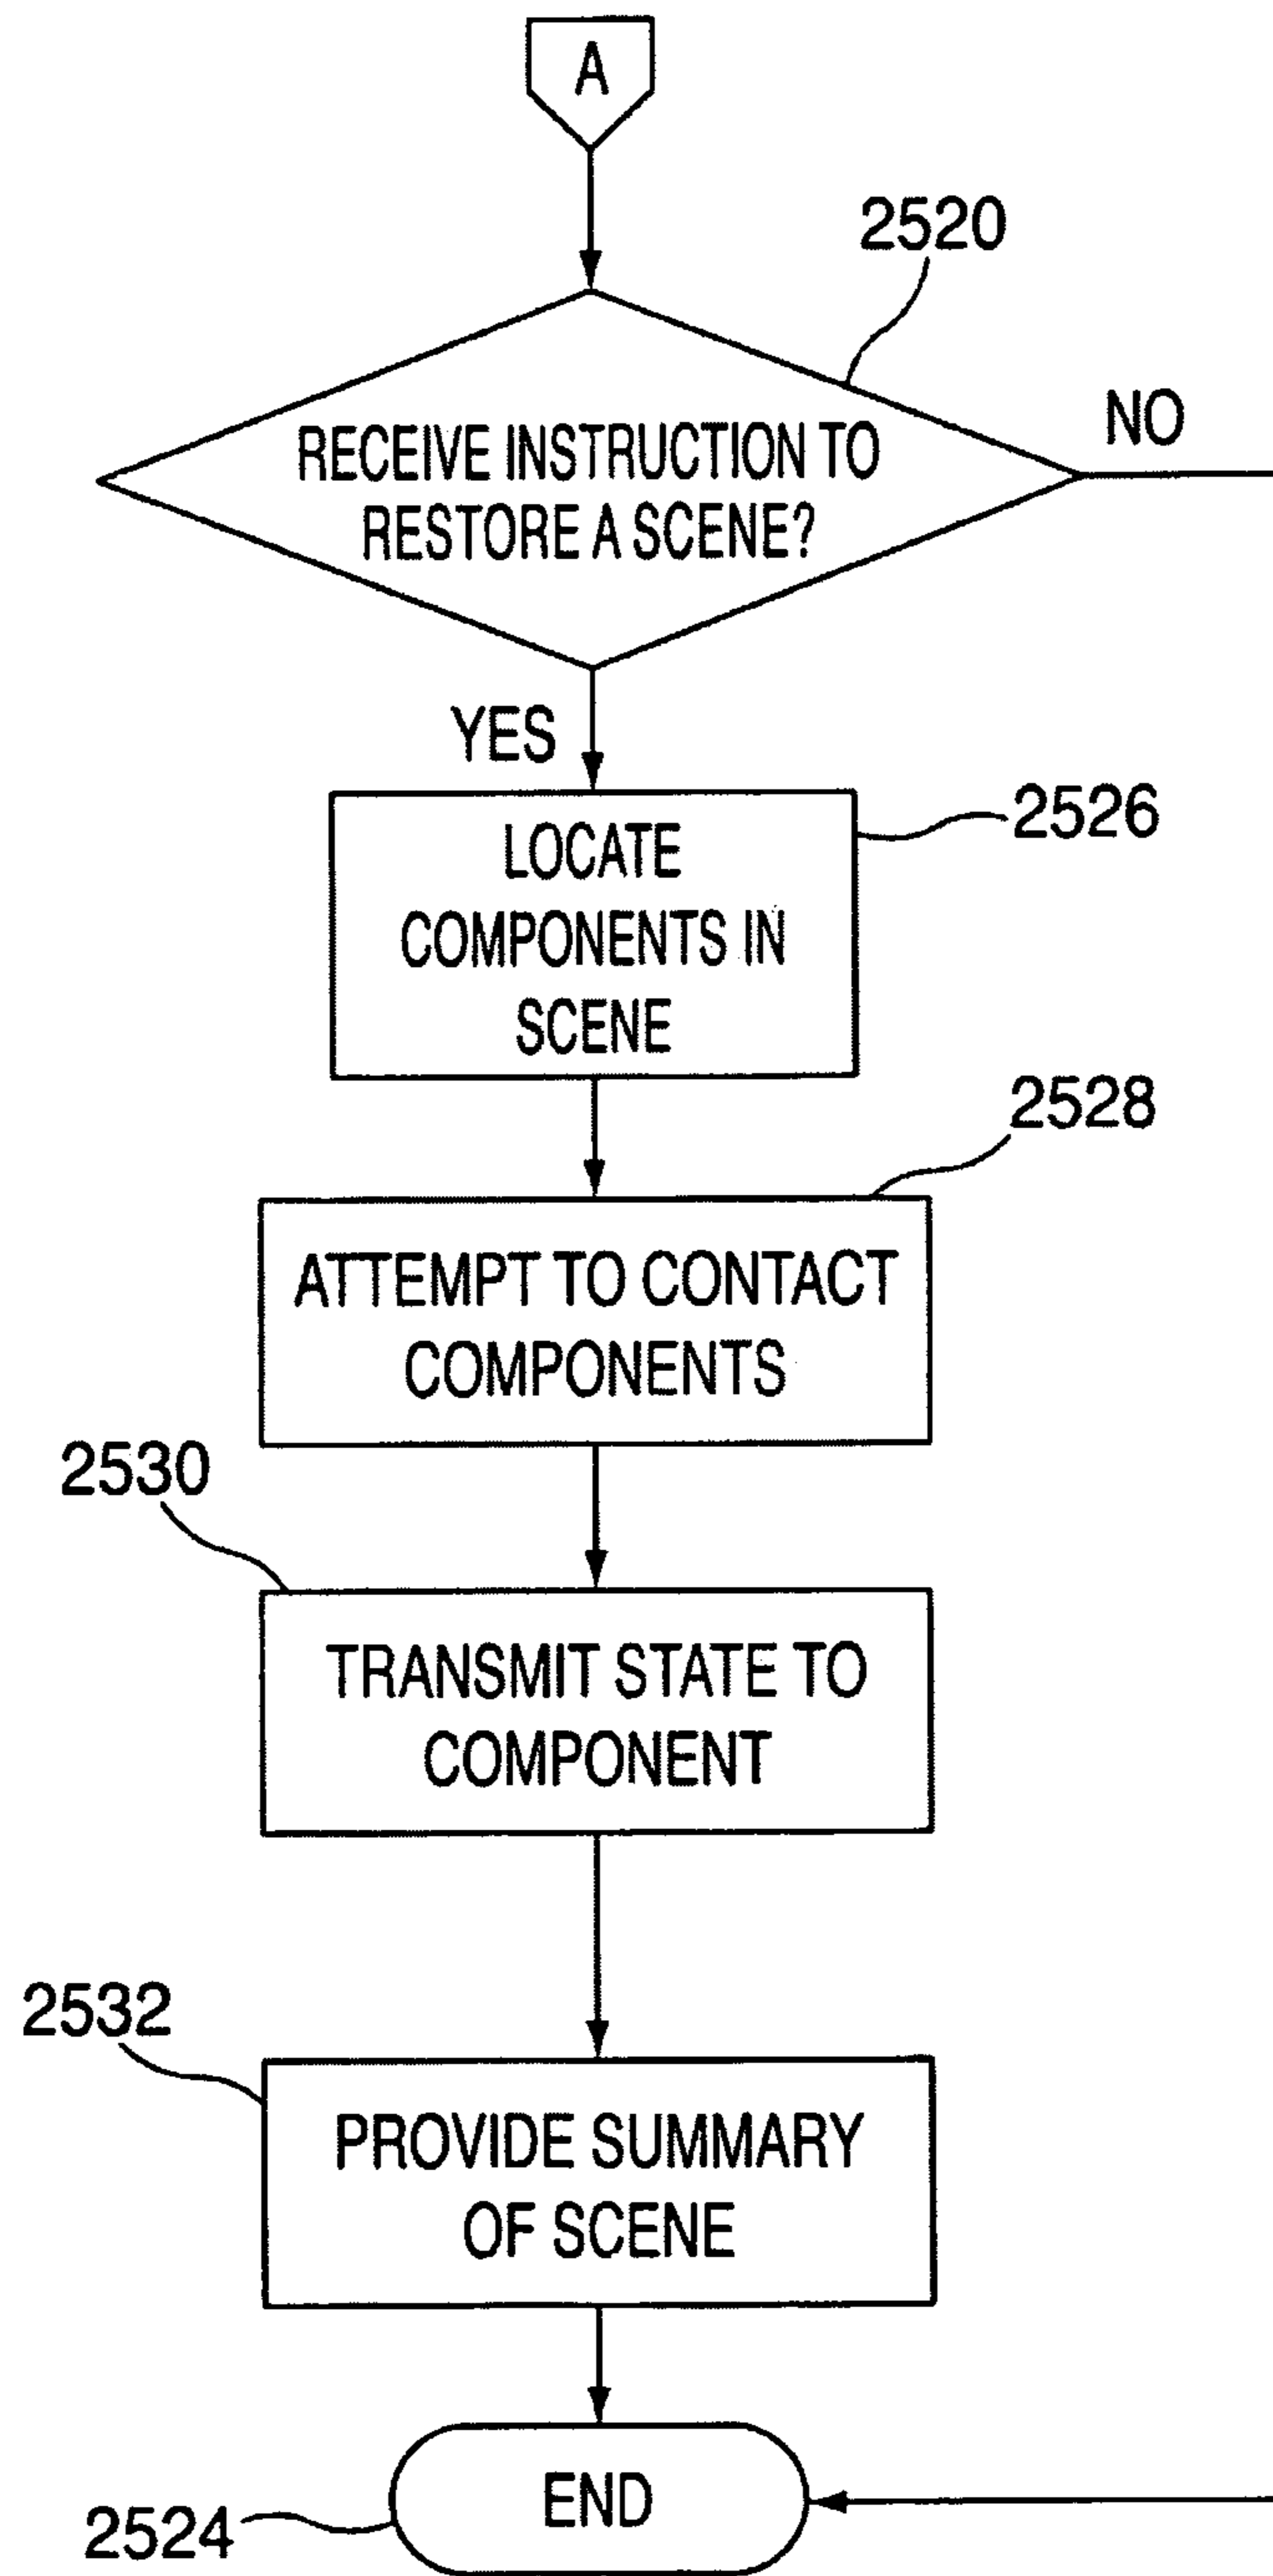 A
2520
RECEIVE INSTRUCTION TO
RESTORE A SCENE?
NO
YES
LOCATE
COMPONENTS IN
SCENE
2526
2528
ATTEMPT TO CONTACT
COMPONENTS
2530
TRANSMIT STATE TO
COMPONENT
2532
PROVIDE SUMMARY
OF SCENE
END
2524